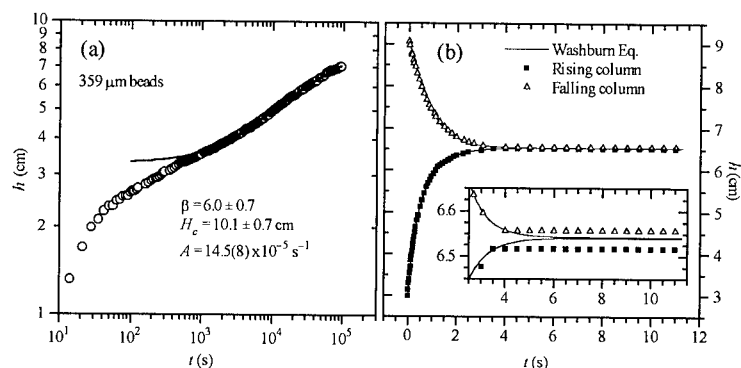 (a)
359 μm beads
β = 6.0 ± 0.7
H_c = 10.1 ± 0.7 cm
A = 14.5(8) x10^-5 s^-1
h (cm)
10
9
8
7
6
5
4
3
2
1
10^1
10^2
10^3
10^4
10^5
t (s)
(b)
Washburn Eq.
Rising column
Falling column
6.6
6.5
4
6
8
10
0
2
4
6
8
10
12
t (s)
9
8
7
6
5
4
3
h (cm)